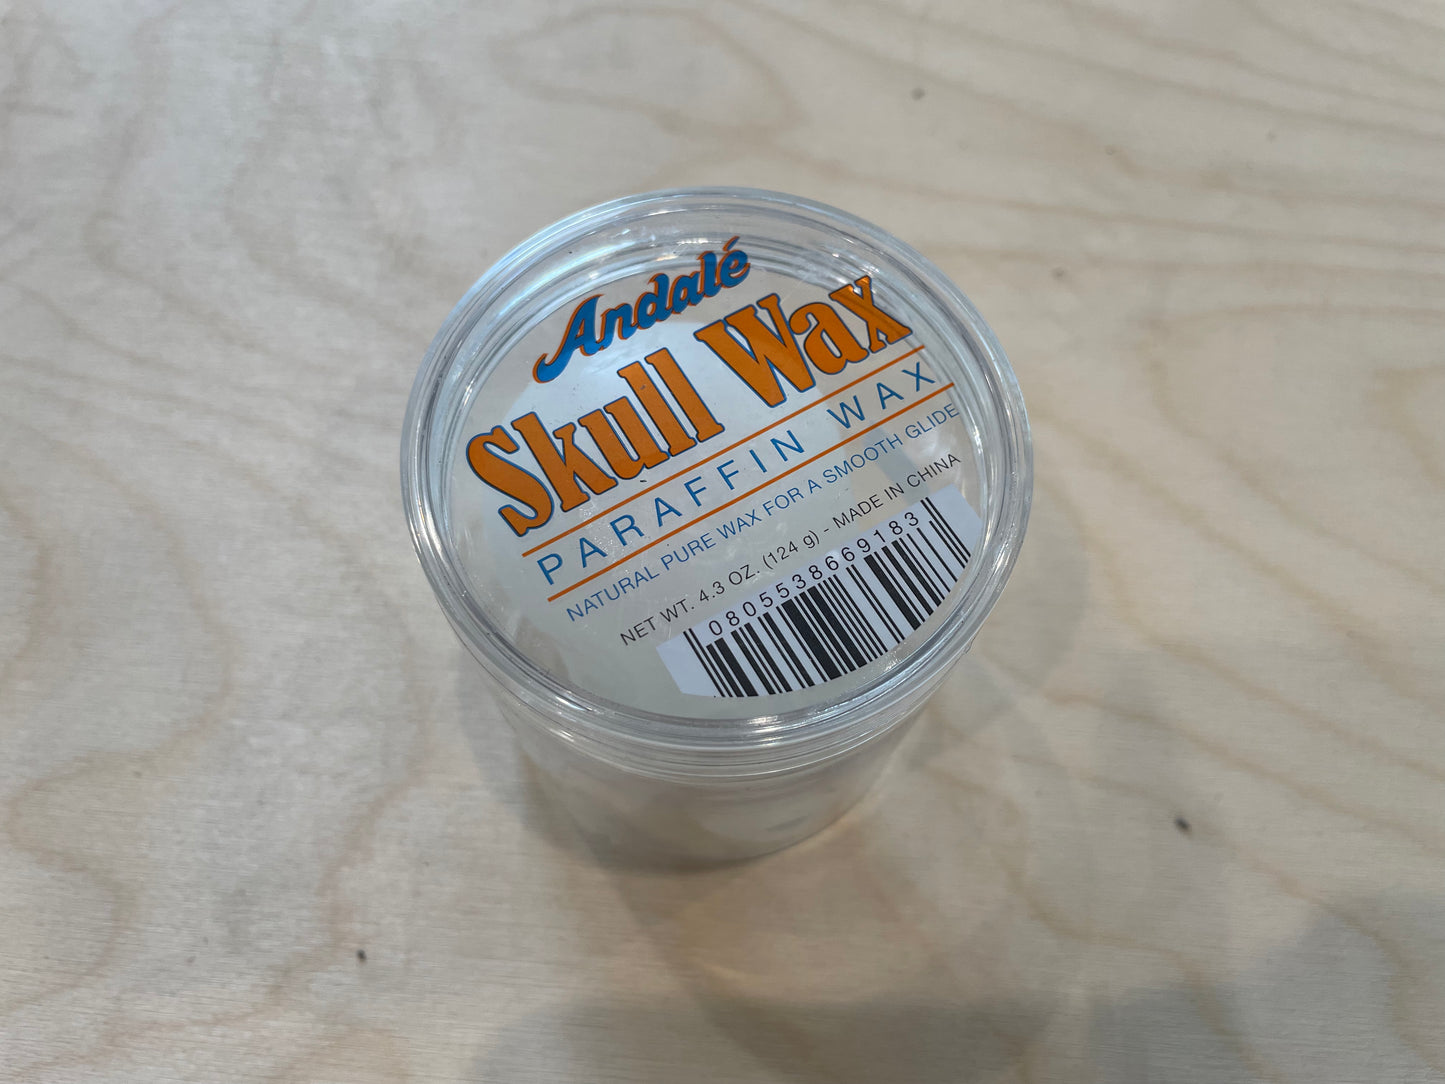 Andalé
Skull Wax
PARAFFIN WAX
NATURAL PURE WAX FOR A SMOOTH GLIDE
NET WT. 4.3 OZ. (124 g) - MADE IN CHINA
0805538669183